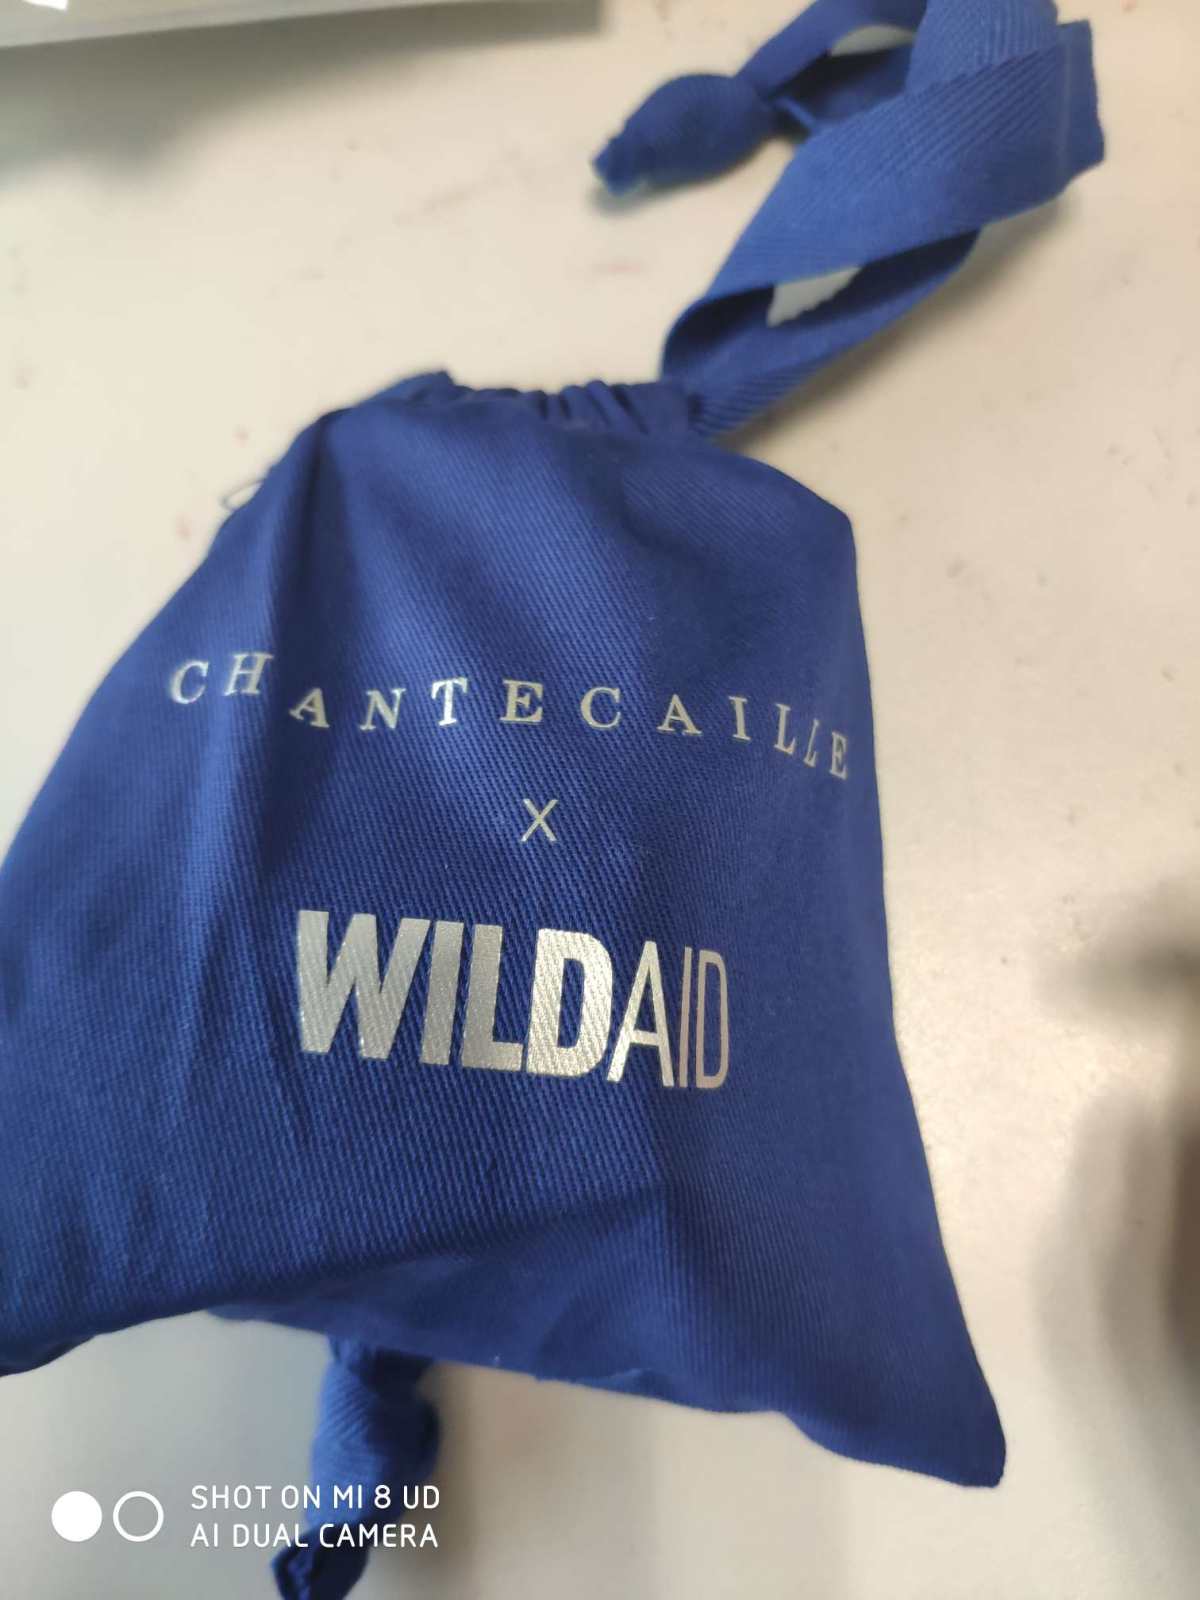 CHANTECAILLE
X
WILDAID
SHOT ON MI 8 UD
AI DUAL CAMERA